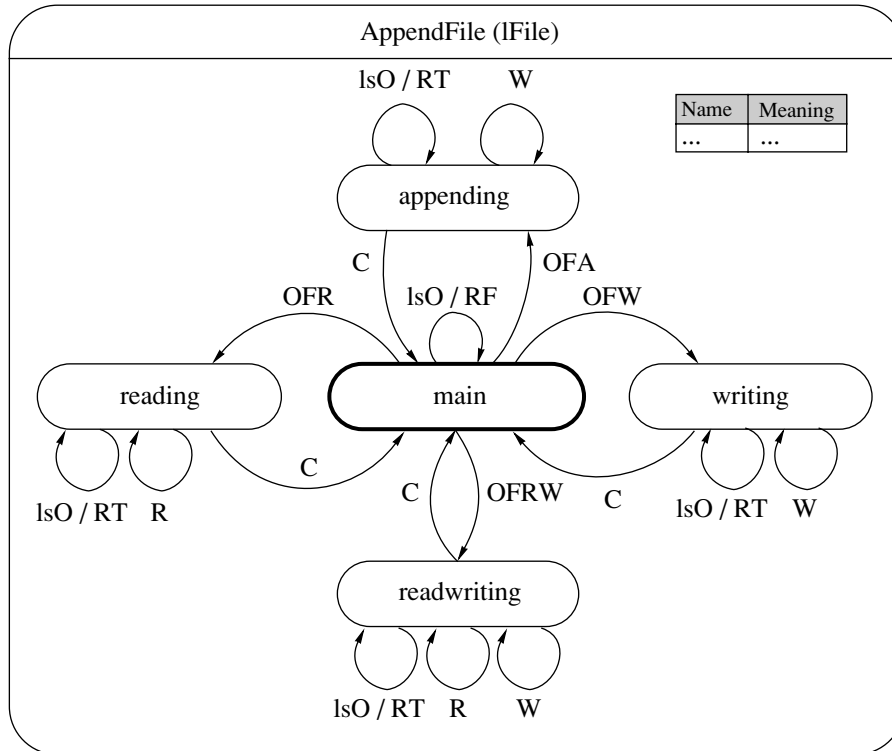 AppendFile (lFile)
lsO / RT W
Name Meaning
... ...
appending
C OFA
OFR lsO / RF OFW
reading main writing
C C OFRW C
lsO / RT R lsO / RT W
readwriting
lsO / RT R W